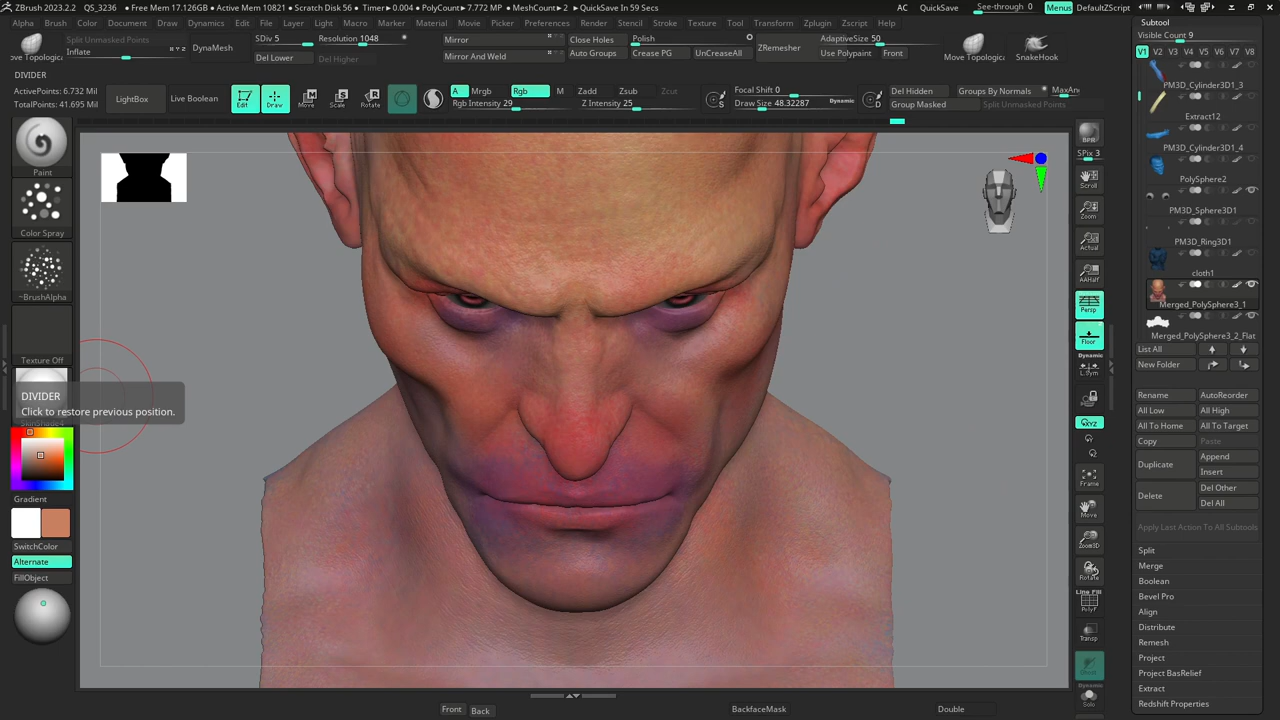 ZBrush 2023.2.2 QS_3236 • Free Mem 17.126GB • Active Mem 10821 • Scratch Disk 56 • Timer▶0.004 • PolyCount▶7.772 MP • MeshCount▶2 • QuickSave In 59 Secs AC QuickSave See-through 0 Menus DefaultZScript
Alpha Brush Color Document Draw Dynamics Edit File Layer Light Macro Marker Material Movie Picker Preferences Render Stencil Stroke Texture Tool Transform Zplugin Zscript Help
Split Unmasked Points
Inflate
DynaMesh
SDiv 5
Del Lower
Resolution 1048
Del Higher
Mirror
Mirror And Weld
Close Holes
Auto Groups
Polish
Crease PG
UnCreaseAll
ZRemesher
AdaptiveSize 50
Use Polypaint
Front
ove Topologic
Move Topologic
SnakeHook
DIVIDER
ActivePoints: 6.732 Mil
TotalPoints: 41.695 Mil
LightBox
Live Boolean
Edit
Draw
Move
Scale
Rotate
A
Mrgb
Rgb
M
Rgb Intensity 29
Zadd
Zsub
Zcut
Z Intensity 25
S
Focal Shift 0
Draw Size 48.32287
Dynamic
D
Del Hidden
Group Masked
Groups By Normals
Split Unmasked Points
MaxAn
Paint
Color Spray
~BrushAlpha
Texture Off
DIVIDER
Click to restore previous position.
Gradient
SwitchColor
Alternate
FillObject
BPR
SPix 3
Scroll
Zoom
Actual
AAHalf
Persp
Floor
Dynamic
L.Sym
XYZ
Frame
Move
Zoom3D
Rotate
Line Fill
PolyF
Transp
Ghost
Dynamic
Solo
Subtool
Visible Count 9
V1 V2 V3 V4 V5 V6 V7 V8
PM3D_Cylinder3D1_3
Extract12
PM3D_Cylinder3D1_4
PolySphere2
PM3D_Sphere3D1
PM3D_Ring3D1
cloth1
Merged_PolySphere3_1
Merged_PolySphere3_2_Flat
List All
New Folder
Rename AutoReorder
All Low All High
All To Home All To Target
Copy Paste
Duplicate
Append
Insert
Delete
Del Other
Del All
Apply Last Action To All Subtools
Split
Merge
Boolean
Bevel Pro
Align
Distribute
Remesh
Project
Project BasRelief
Extract
Redshift Properties
Front Back BackfaceMask Double